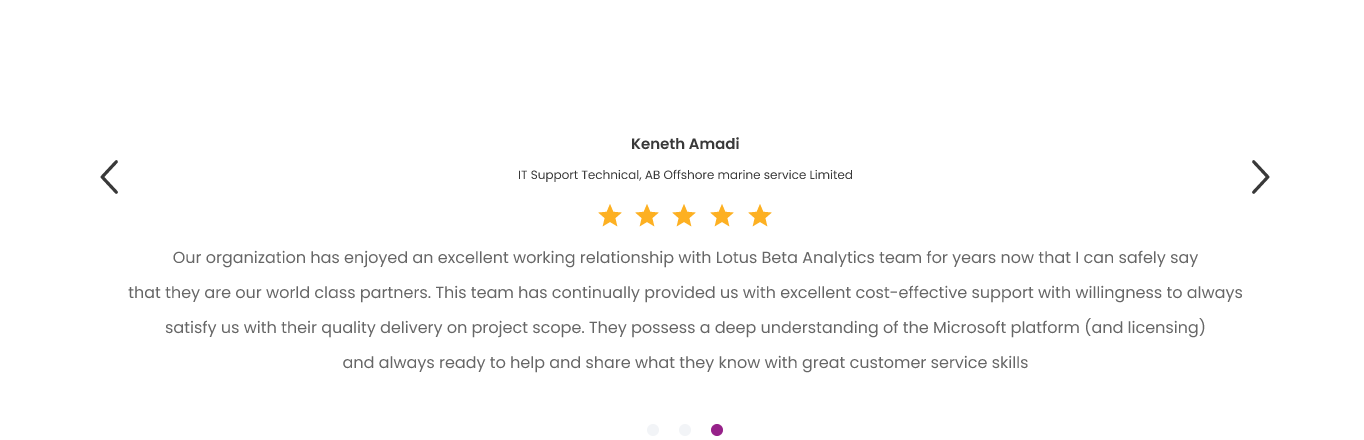 Keneth Amadi
IT Support Technical, AB Offshore marine service Limited
Our organization has enjoyed an excellent working relationship with Lotus Beta Analytics team for years now that I can safely say
that they are our world class partners. This team has continually provided us with excellent cost-effective support with willingness to always
satisfy us with their quality delivery on project scope. They possess a deep understanding of the Microsoft platform (and licensing)
and always ready to help and share what they know with great customer service skills